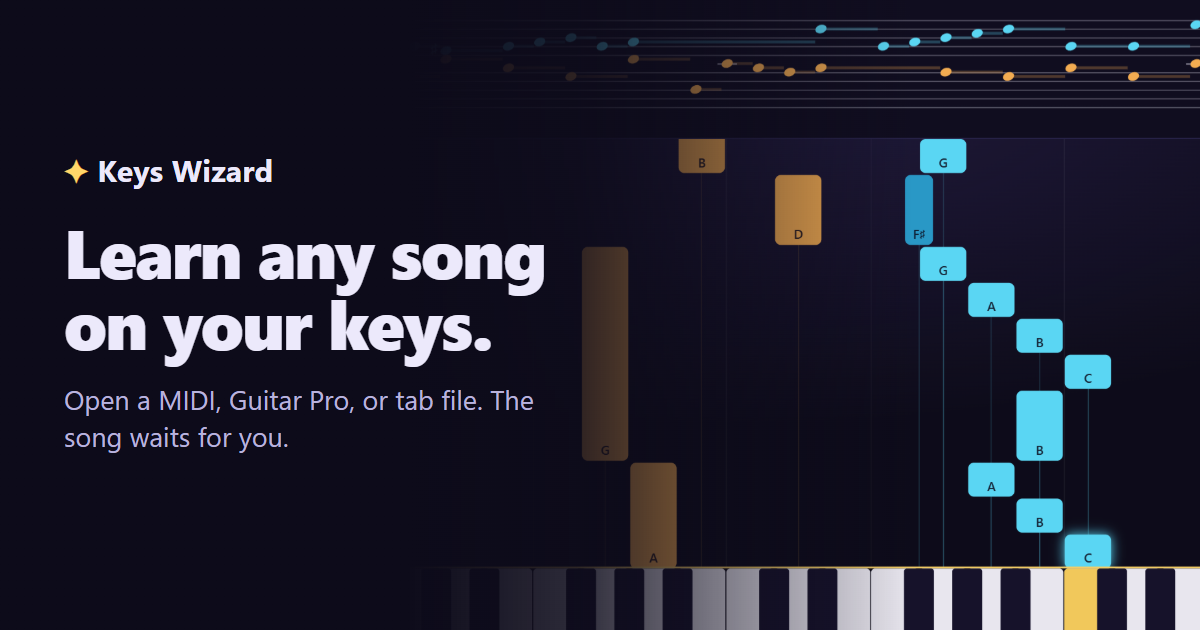 Keys Wizard
Learn any song
on your keys.
Open a MIDI, Guitar Pro, or tab file. The
song waits for you.
B
G
D
F♯
G
A
B
C
G
B
A
B
A
C